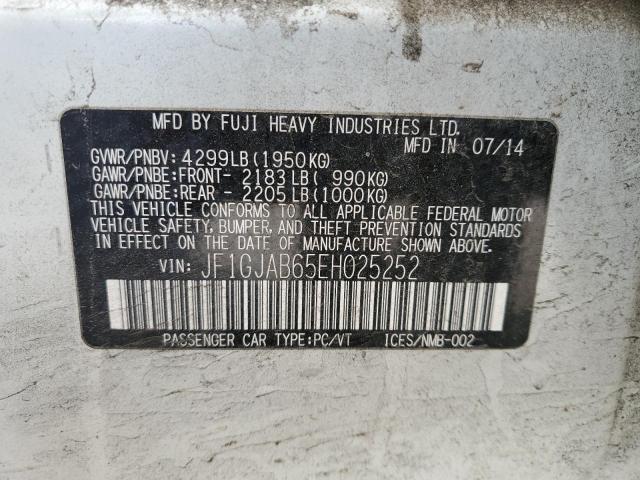 MFD BY FUJI HEAVY INDUSTRIES LTD.
MFD IN 07/14
GVWR/PNBV: 4299LB(1950KG)
GAWR/PNBE:FRONT- 2183LB( 990KG)
GAWR/PNBE:REAR - 2205LB(1000KG)
THIS VEHICLE CONFORMS TO ALL APPLICABLE FEDERAL MOTOR
VEHICLE SAFETY, BUMPER, AND THEFT PREVENTION STANDARDS
IN EFFECT ON THE DATE OF MANUFACTURE SHOWN ABOVE.
VIN: JF1GJAB65EH025252
PASSENGER CAR TYPE:PC/VT ICES/NMB-002